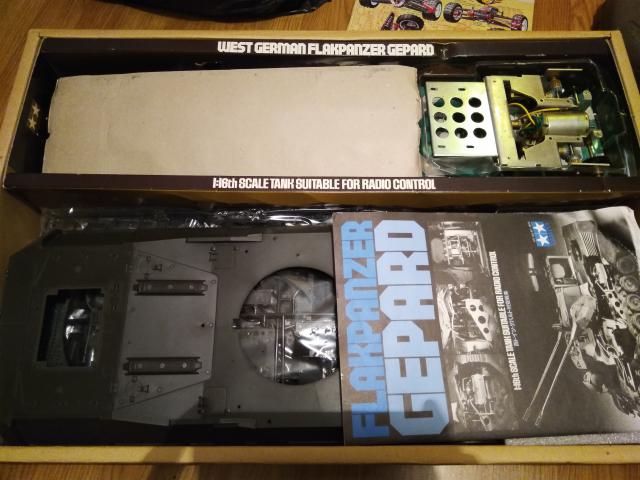 WEST GERMAN FLAKPANZER GEPARD
1:16th SCALE TANK SUITABLE FOR RADIO CONTROL
FLAKPANZER
GEPARD
1:16th SCALE TANK SUITABLE FOR RADIO CONTROL